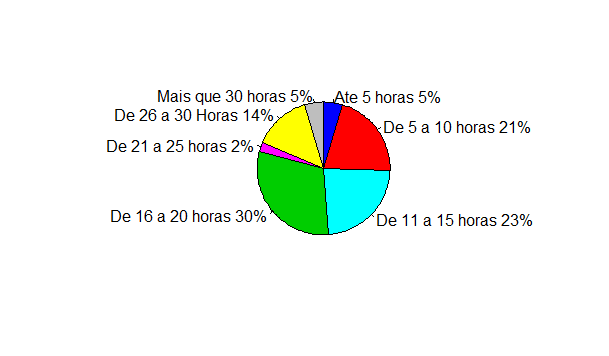 Mais que 30 horas 5%
Ate 5 horas 5%
De 26 a 30 Horas 14%
De 5 a 10 horas 21%
De 21 a 25 horas 2%
De 16 a 20 horas 30%
De 11 a 15 horas 23%